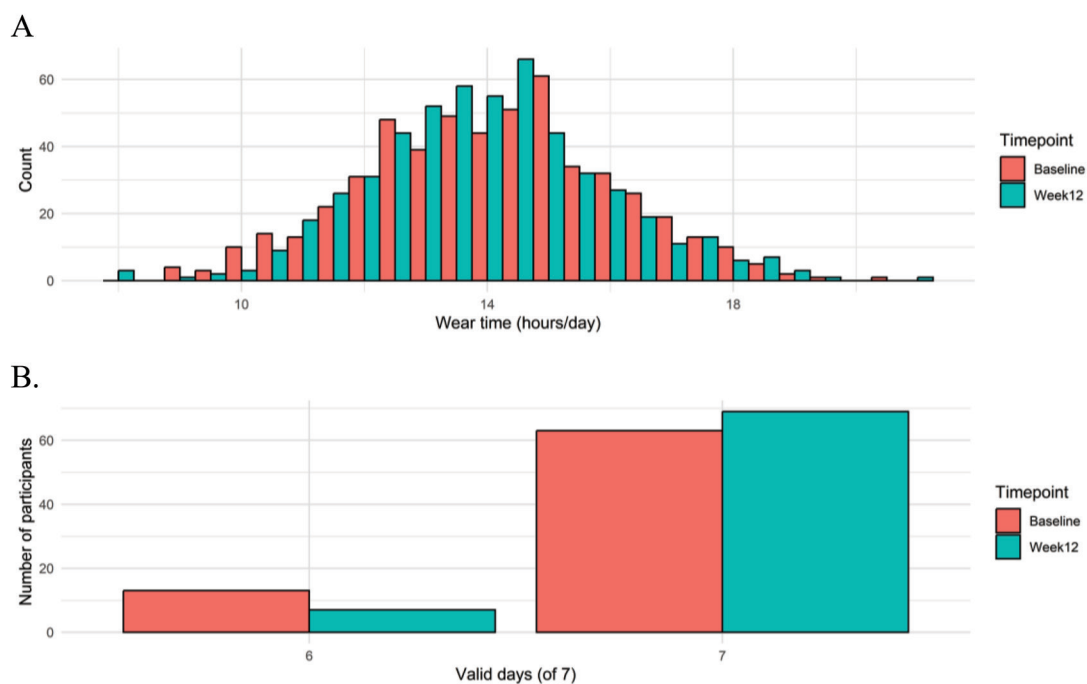 A
60
40
20
0
Count
10 14 18
Wear time (hours/day)
Timepoint
Baseline
Week12
B.
60
40
20
0
Number of participants
6 7
Valid days (of 7)
Timepoint
Baseline
Week12